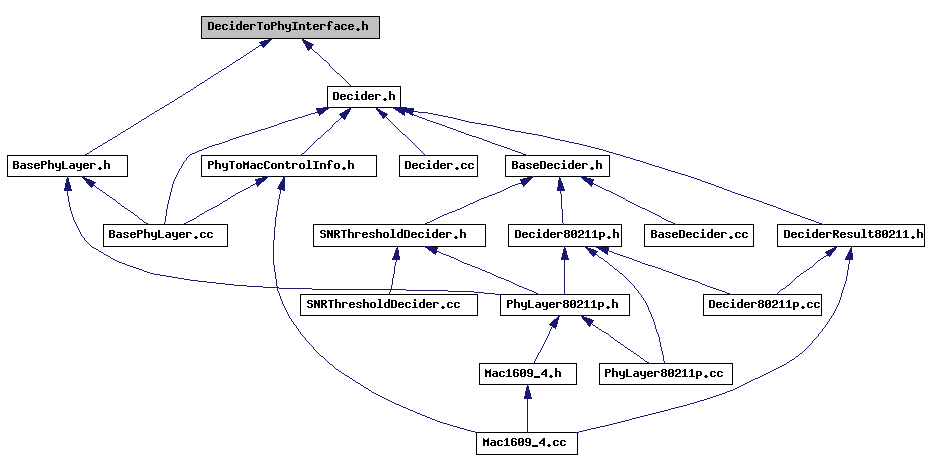 DeciderToPhyInterface.h
Decider.h
BasePhyLayer.h
PhyToMacControlInfo.h
Decider.cc
BaseDecider.h
BasePhyLayer.cc
SNRThresholdDecider.h
Decider80211p.h
BaseDecider.cc
DeciderResult80211.h
SNRThresholdDecider.cc
PhyLayer80211p.h
Decider80211p.cc
Mac1609_4.h
PhyLayer80211p.cc
Mac1609_4.cc